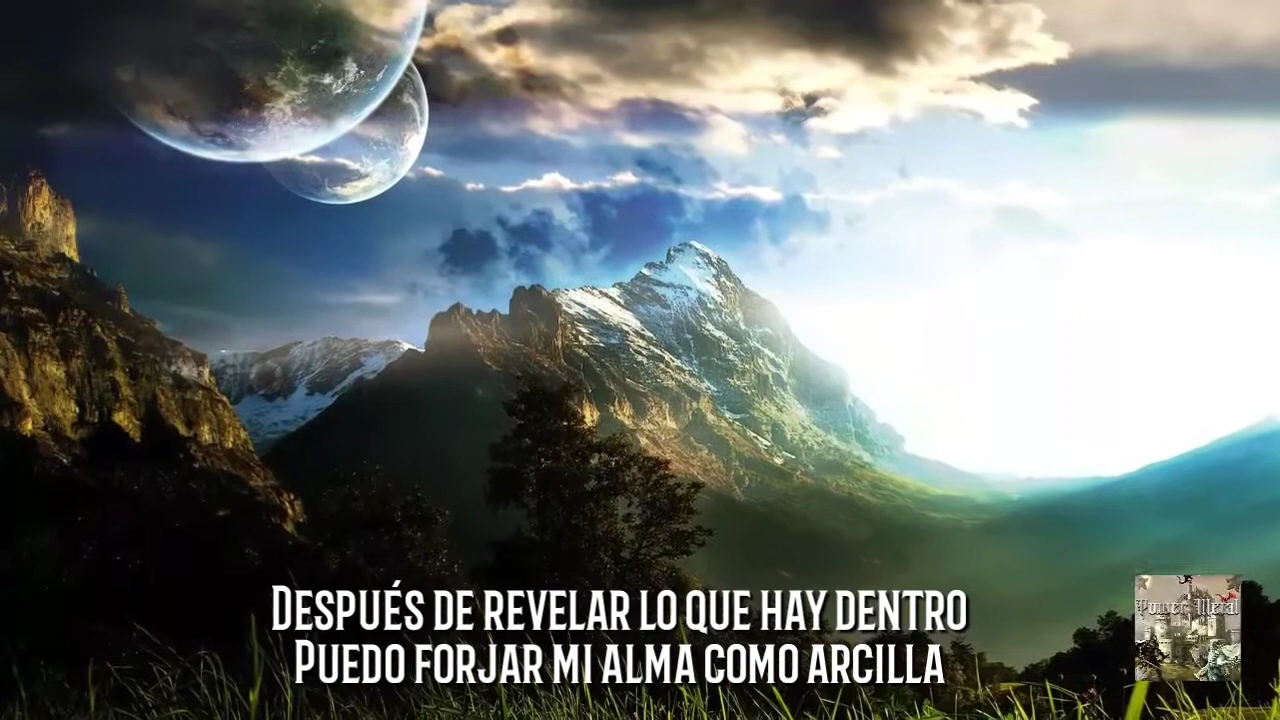 Después de revelar lo que hay dentro
Puedo forjar mi alma como arcilla
Power Metal